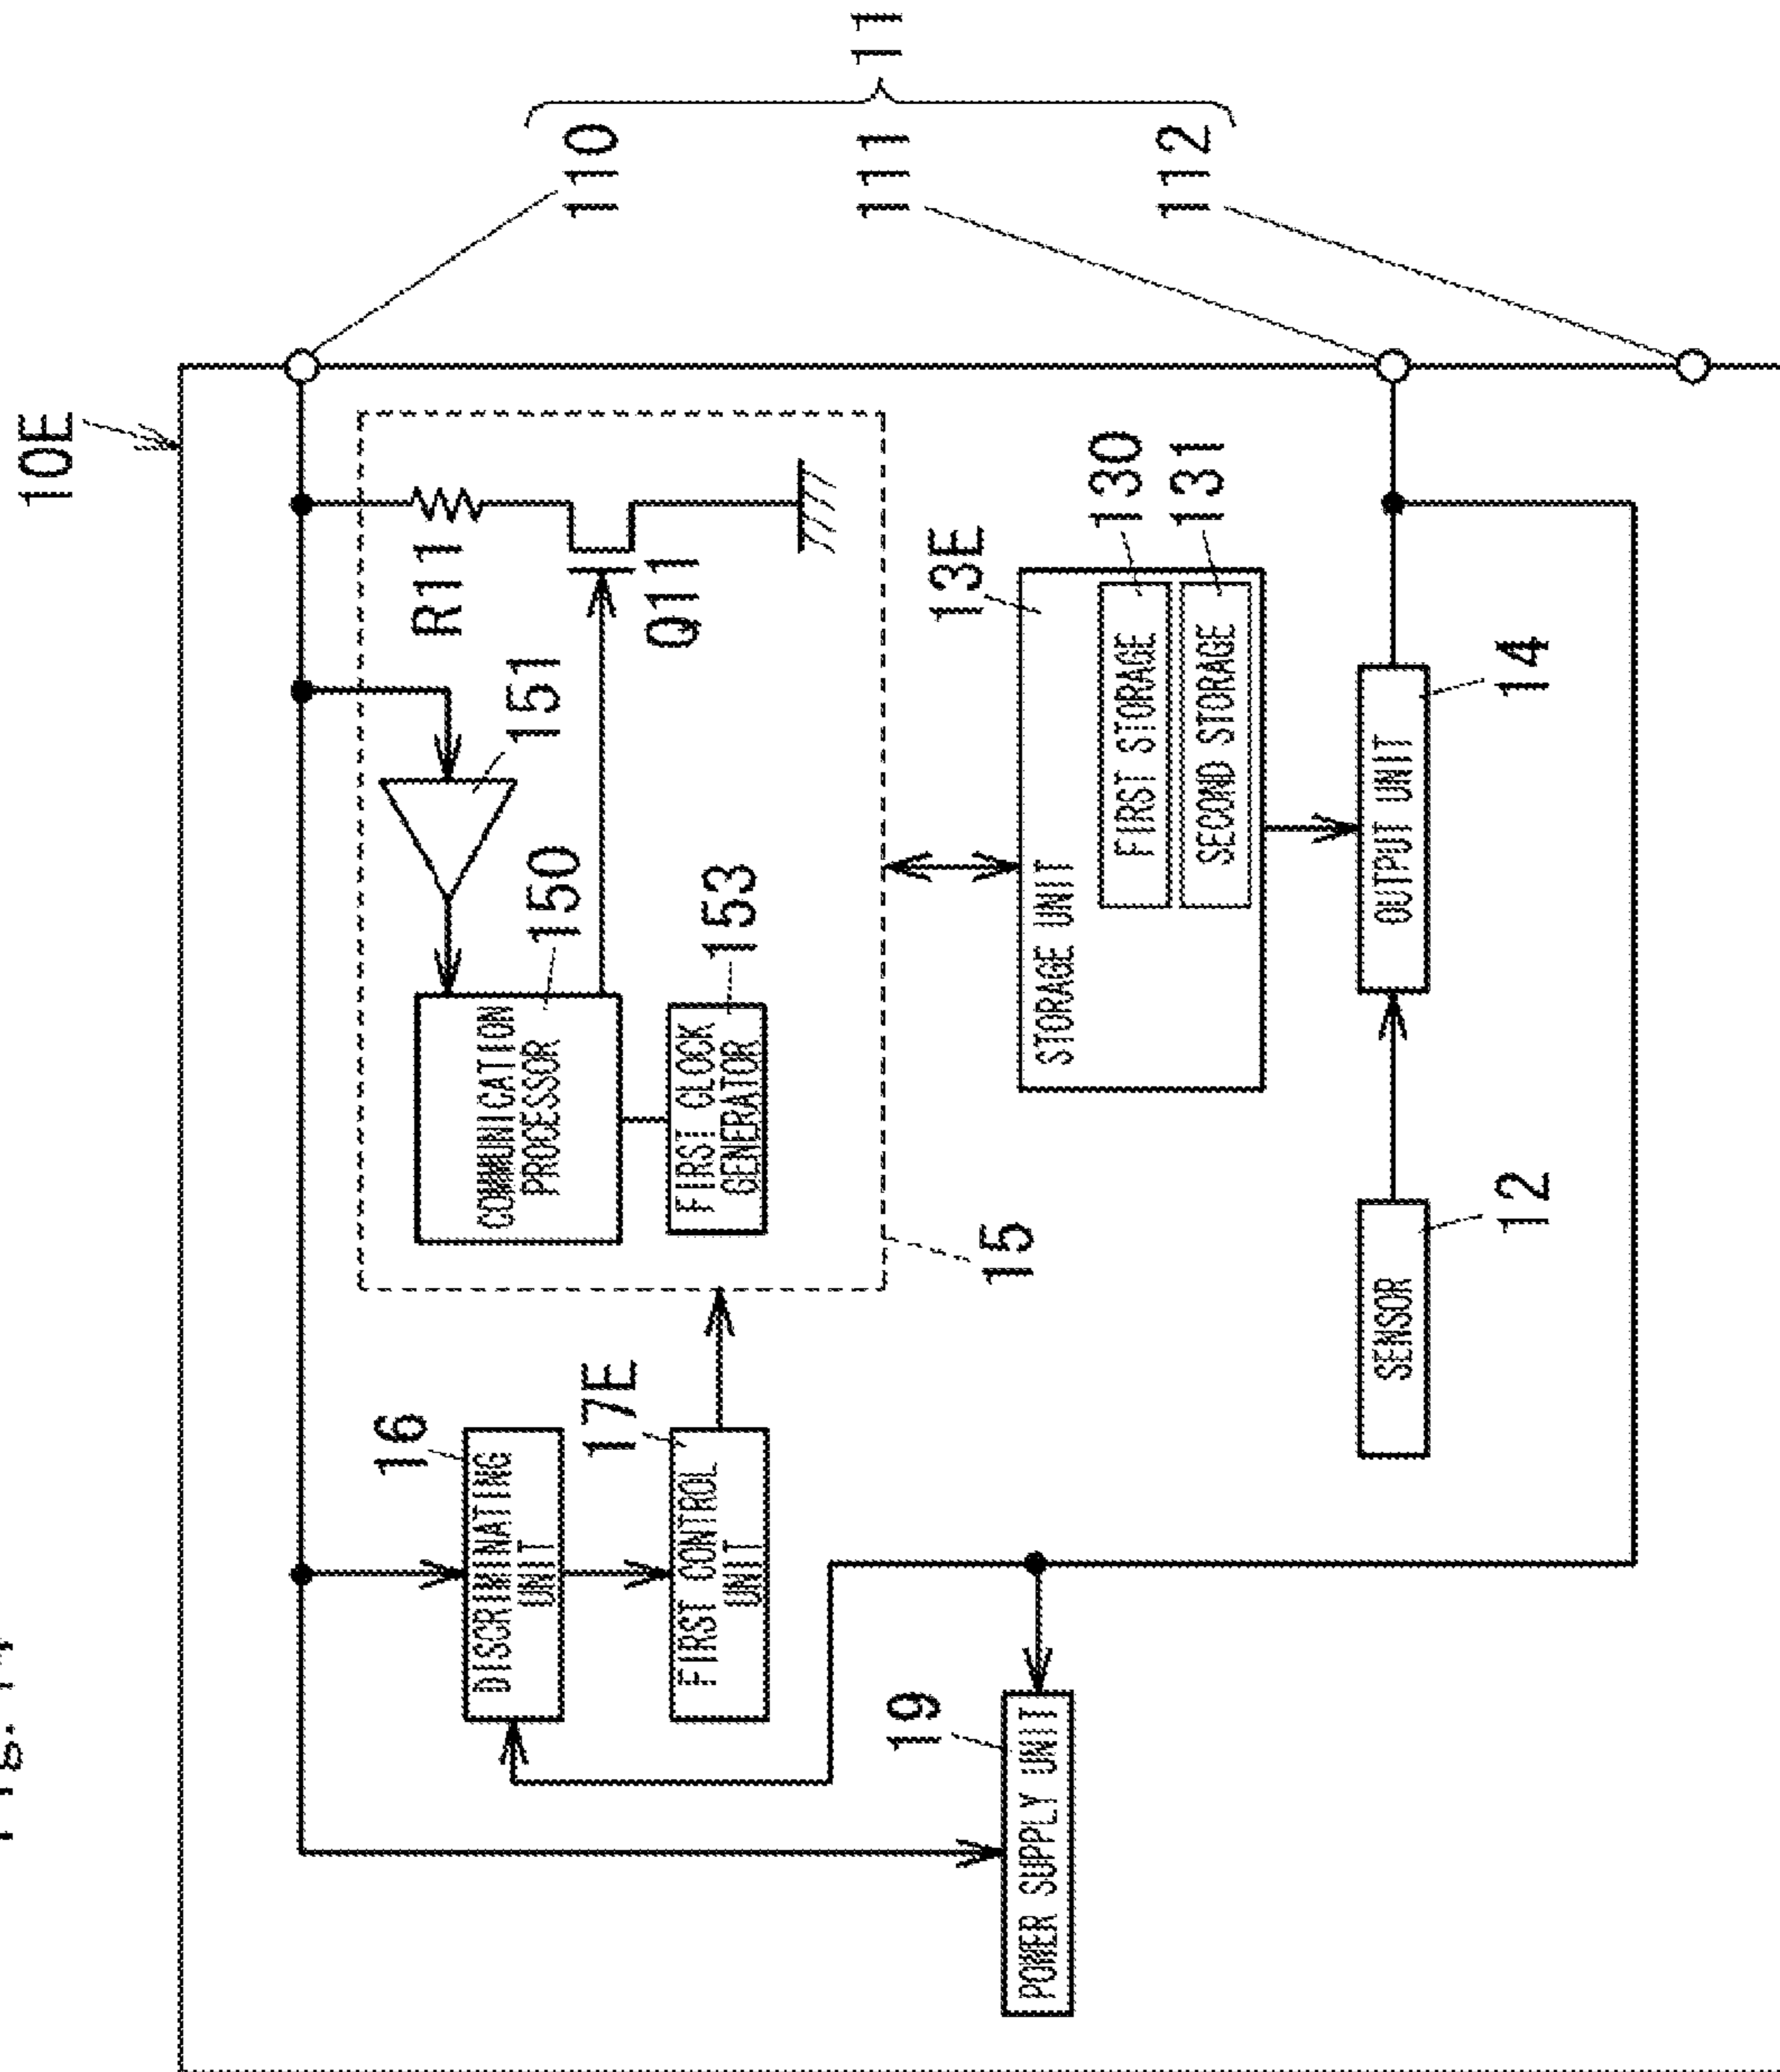 Fig.
10E
16
DISCRIMINATING
UNIT
17E
FIRST CONTROL
UNIT
COMMUNICATION
PROCESSOR
150
151
R11
Q11
FIRST CLOCK
GENERATOR
153
110
111
112
11
15
19
POWER SUPPLY UNIT
13E
STORAGE UNIT
FIRST STORAGE
130
SECOND STORAGE
131
SENSOR
12
OUTPUT UNIT
14